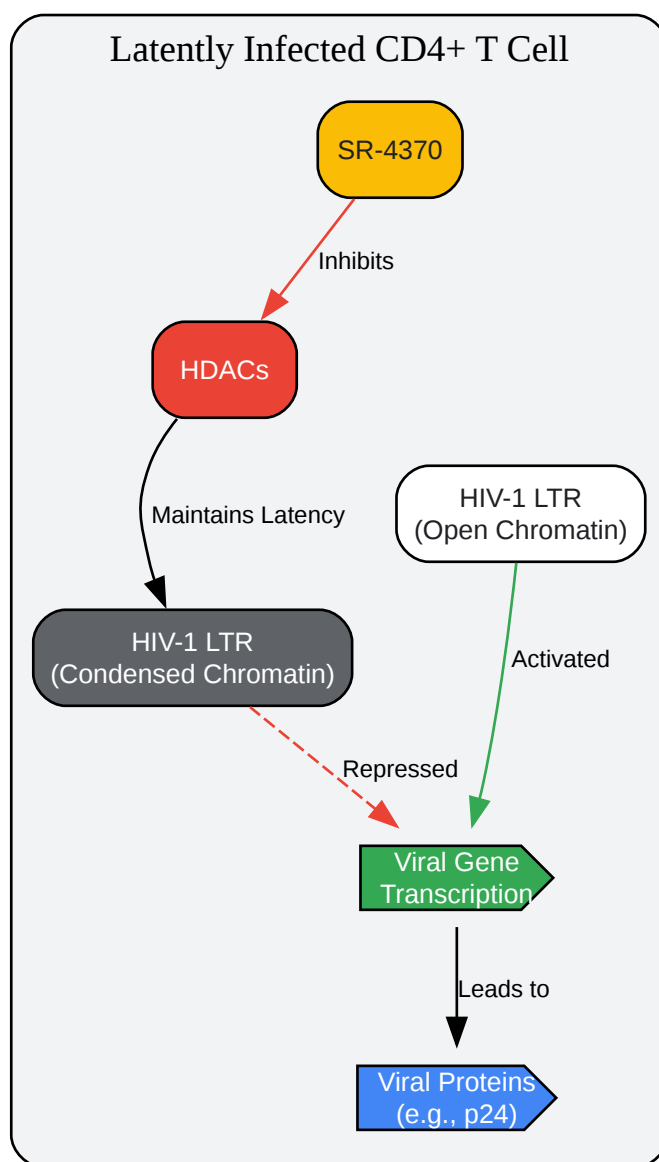 Latently Infected CD4+ T Cell
SR-4370
Inhibits
HDACs
HIV-1 LTR
(Open Chromatin)
Maintains Latency
HIV-1 LTR
(Condensed Chromatin)
Activated
Repressed
Viral Gene
Transcription
Leads to
Viral Proteins
(e.g., p24)